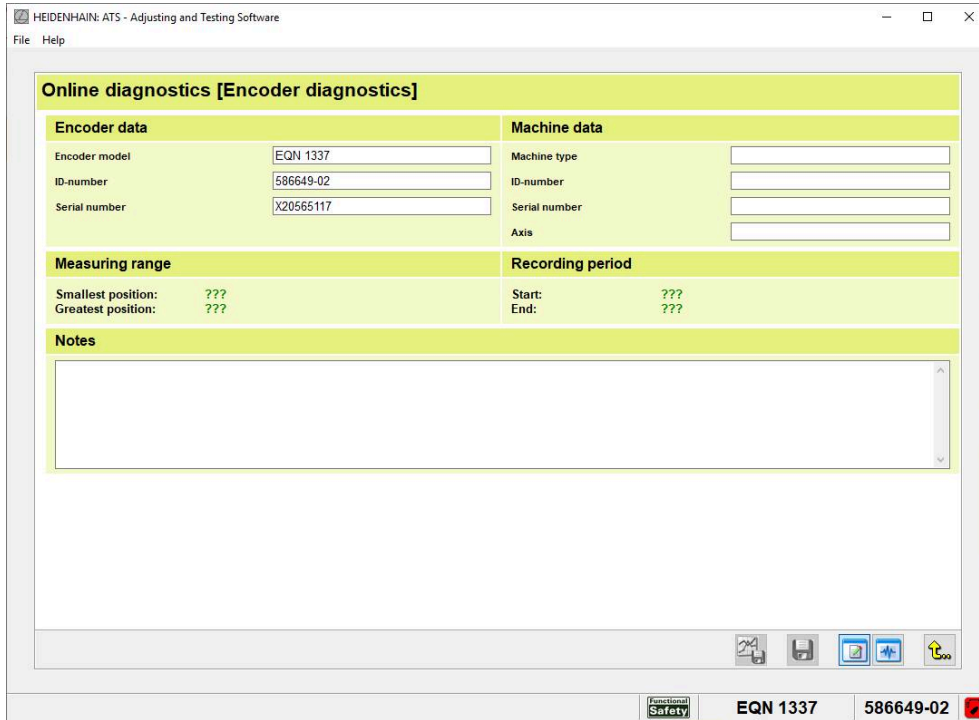 HEIDENHAIN: ATS - Adjusting and Testing Software
File Help
Online diagnostics [Encoder diagnostics]
Encoder data
Encoder model EQN 1337
ID-number 586649-02
Serial number X20565117
Machine data
Machine type
ID-number
Serial number
Axis
Measuring range
Smallest position: ???
Greatest position: ???
Recording period
Start: ???
End: ???
Notes
Functional
Safety
EQN 1337
586649-02